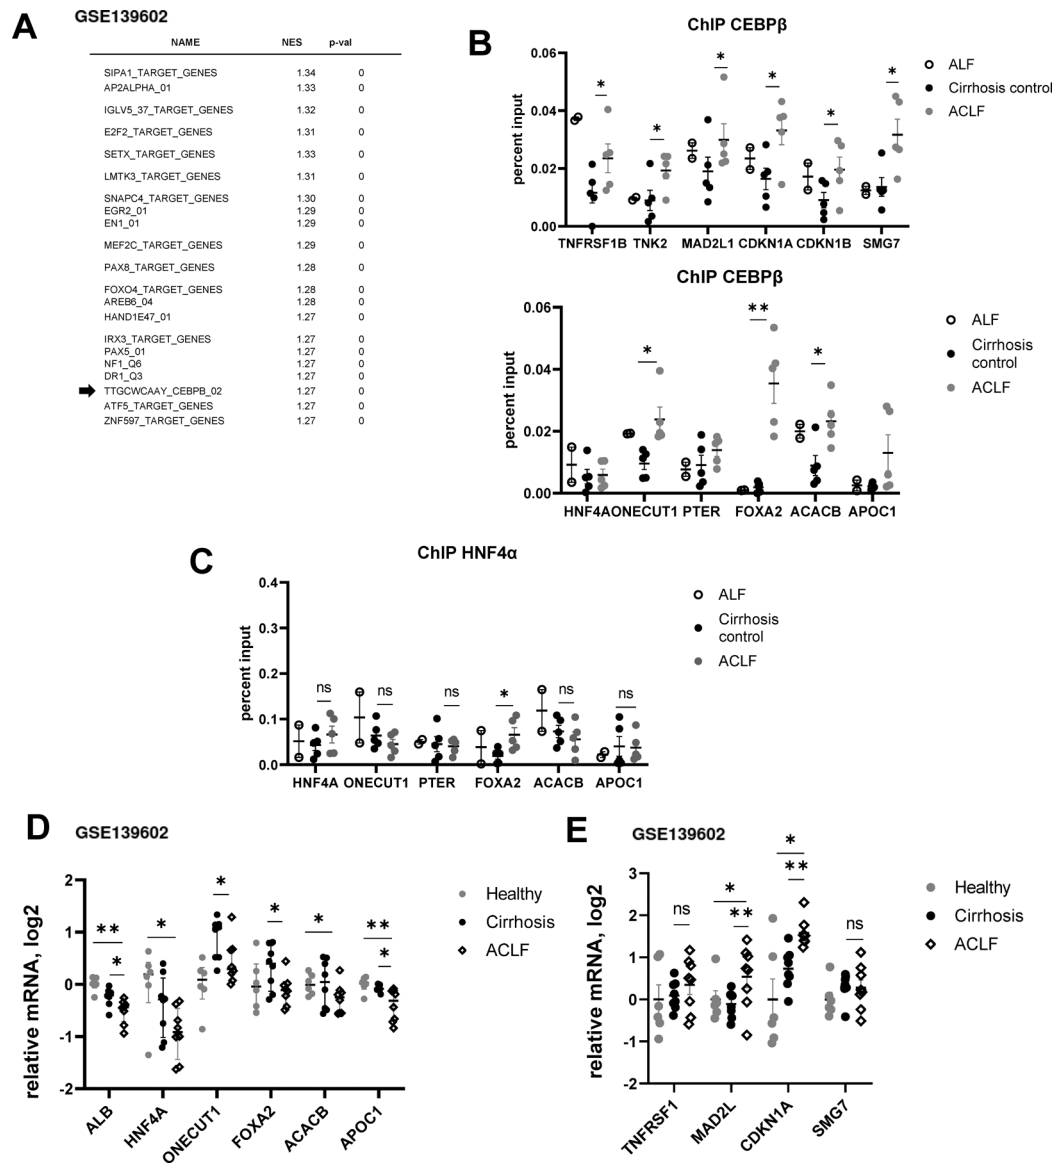 A
GSE139602
NAME NES p-val
SIPA1_TARGET_GENES 1.34 0
AP2ALPHA_01 1.33 0
IGLV5_37_TARGET_GENES 1.32 0
E2F2_TARGET_GENES 1.31 0
SETX_TARGET_GENES 1.33 0
LMTK3_TARGET_GENES 1.31 0
SNAPC4_TARGET_GENES 1.30 0
EGR2_01 1.29 0
EN1_01 1.29 0
MEF2C_TARGET_GENES 1.29 0
PAX8_TARGET_GENES 1.28 0
FOXO4_TARGET_GENES 1.28 0
AREB6_04 1.28 0
HAND1E47_01 1.27 0
IRX3_TARGET_GENES 1.27 0
PAX5_01 1.27 0
NF1_Q6 1.27 0
DR1_Q3 1.27 0
TTGCWCAAY_CEBPB_02 1.27 0
ATF5_TARGET_GENES 1.27 0
ZNF597_TARGET_GENES 1.27 0
B
ChIP CEBPβ
percent input
0.06
0.04
0.02
0.00
* * * * * *
TNFRSF1B TNK2 MAD2L1 CDKN1A CDKN1B SMG7
ALF
Cirrhosis control
ACLF
ChIP CEBPβ
percent input
0.06
0.04
0.02
0.00
* ** *
HNF4A ONECUT1 PTER FOXA2 ACACB APOC1
ALF
Cirrhosis
control
ACLF
C
ChIP HNF4α
percent input
0.4
0.3
0.2
0.1
0.0
ns ns ns * ns ns
HNF4A ONECUT1 PTER FOXA2 ACACB APOC1
ALF
Cirrhosis
control
ACLF
D
GSE139602
relative mRNA, log2
2
1
0
-1
-2
** * * * * ** *
* *
ALB HNF4A ONECUT1 FOXA2 ACACB APOC1
Healthy
Cirrhosis
ACLF
E
GSE139602
relative mRNA, log2
3
2
1
0
-1
-2
ns * ** * ** ns
TNFRSF1 MAD2L CDKN1A SMG7
Healthy
Cirrhosis
ACLF